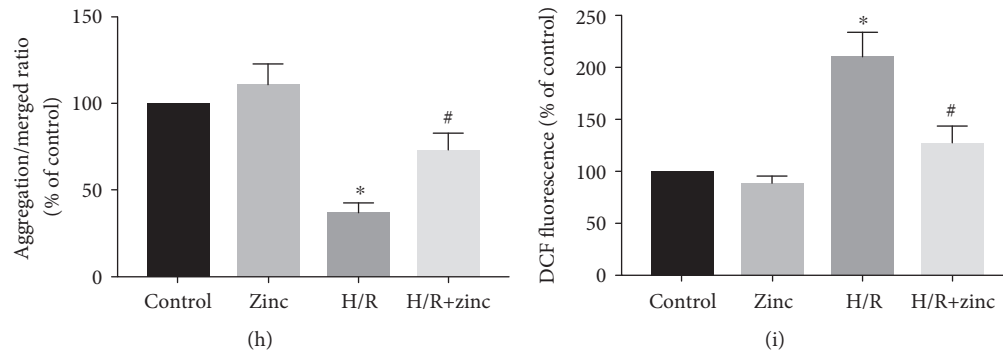 Aggregation/merged ratio
(% of control)
150
100
50
0
*
#
Control Zinc H/R H/R+zinc
(h)
DCF fluorescence (% of control)
250
200
150
100
50
0
*
#
Control Zinc H/R H/R+zinc
(i)